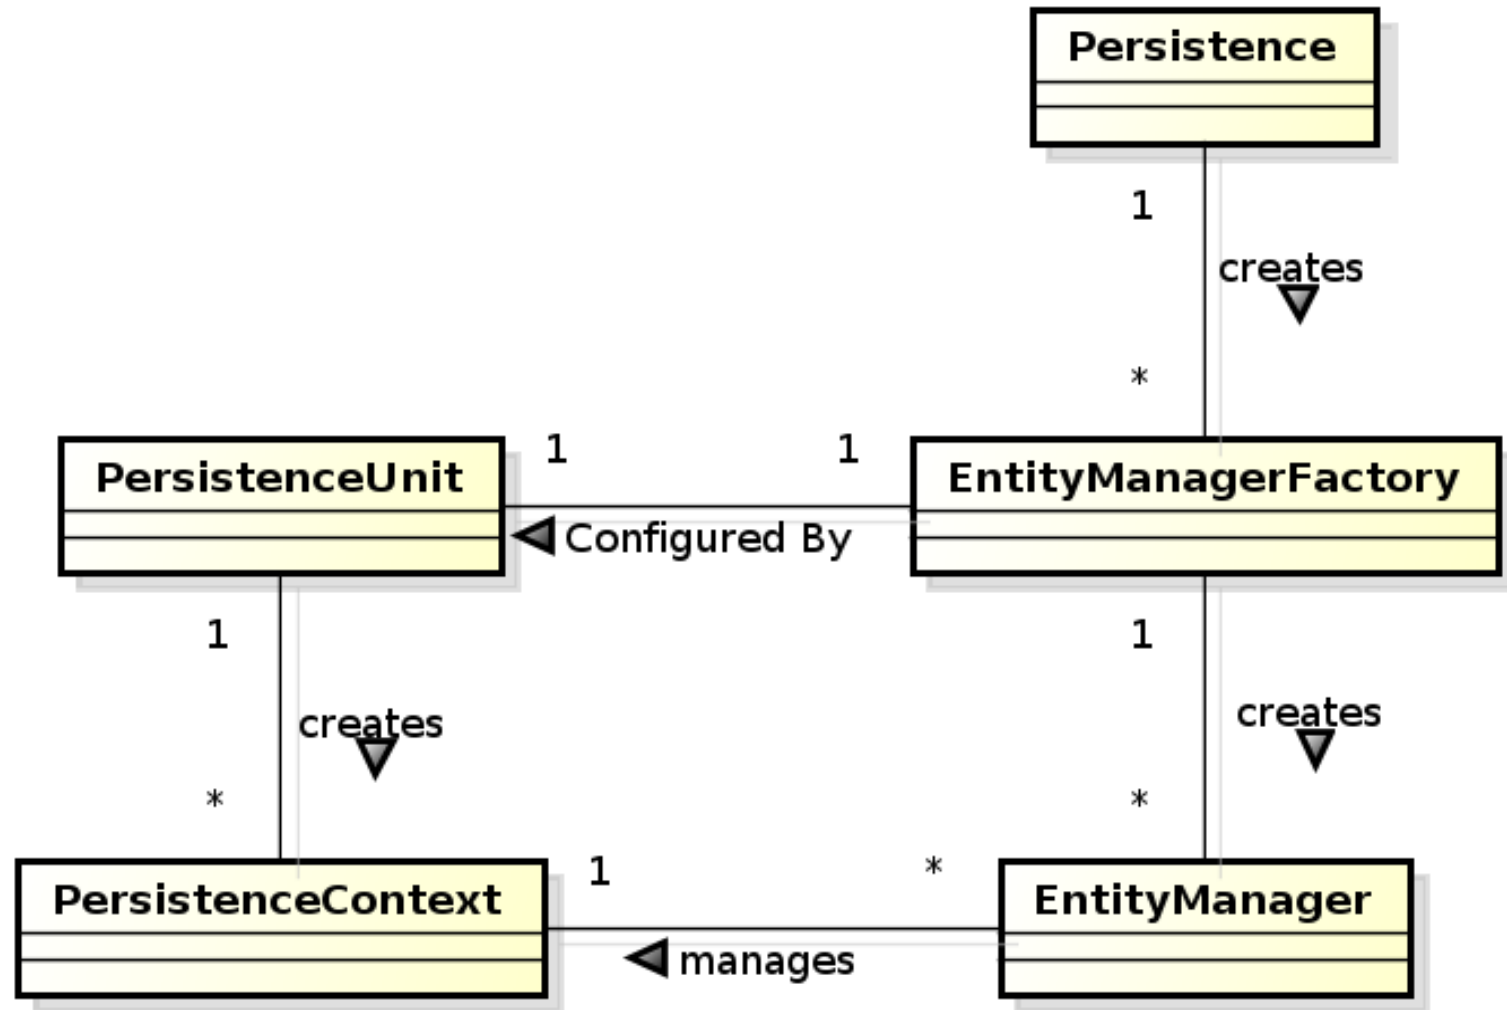 Persistence
1
creates
*
PersistenceUnit
1
1
EntityManagerFactory
Configured By
1
creates
*
1
creates
*
PersistenceContext
1
*
EntityManager
manages